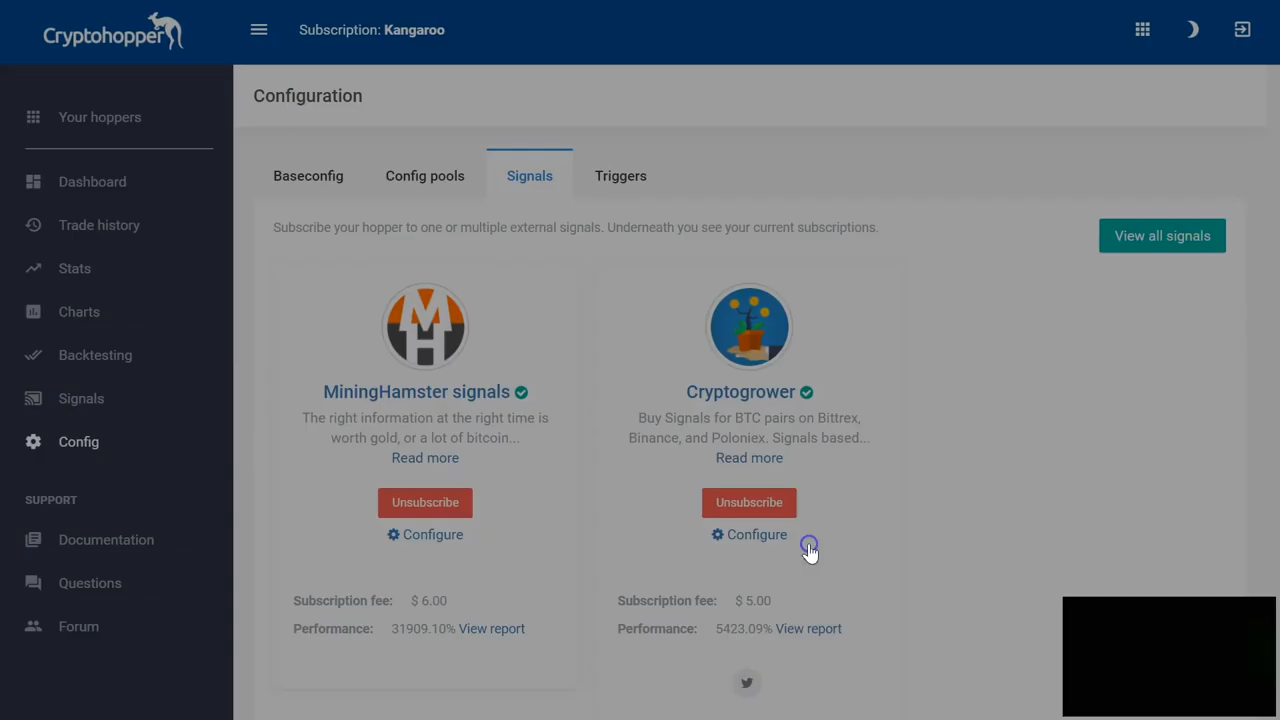 Cryptohopper
Subscription: Kangaroo
Your hoppers
Dashboard
Trade history
Stats
Charts
Backtesting
Signals
Config
SUPPORT
Documentation
Questions
Forum
Configuration
Baseconfig
Config pools
Signals
Triggers
Subscribe your hopper to one or multiple external signals. Underneath you see your current subscriptions.
View all signals
MH
MiningHamster signals
The right information at the right time is
worth gold, or a lot of bitcoin...
Read more
Unsubscribe
Configure
Subscription fee: $ 6.00
Performance: 31909.10% View report
Cryptogrower
Buy Signals for BTC pairs on Bittrex,
Binance, and Poloniex. Signals based...
Read more
Unsubscribe
Configure
Subscription fee: $ 5.00
Performance: 5423.09% View report